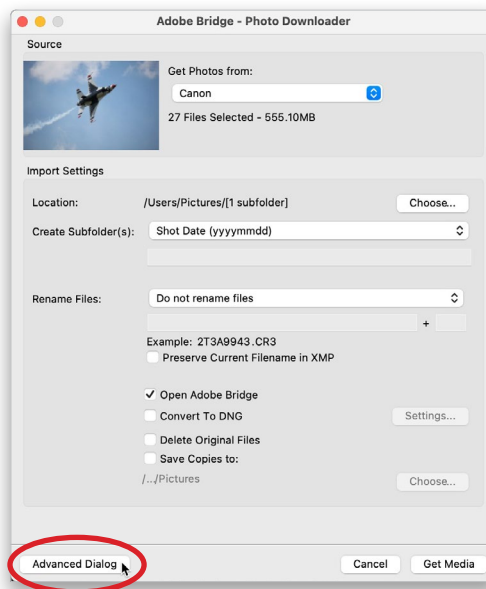 Adobe Bridge - Photo Downloader
Source
Get Photos from:
Canon
27 Files Selected - 555.10MB
Import Settings
Location: /Users/Pictures/[1 subfolder] Choose...
Create Subfolder(s): Shot Date (yyyymmdd)
Rename Files: Do not rename files
+
Example: 2T3A9943.CR3
Preserve Current Filename in XMP
Open Adobe Bridge
Convert To DNG Settings...
Delete Original Files
Save Copies to:
/.../Pictures Choose...
Advanced Dialog Cancel Get Media